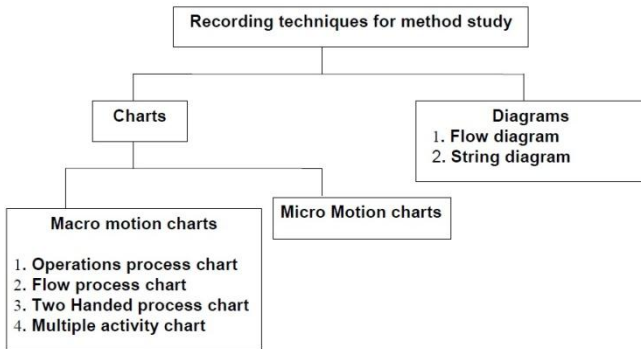 Recording techniques for method study
Charts
Diagrams
1. Flow diagram
2. String diagram
Macro motion charts
1. Operations process chart
2. Flow process chart
3. Two Handed process chart
4. Multiple activity chart
Micro Motion charts